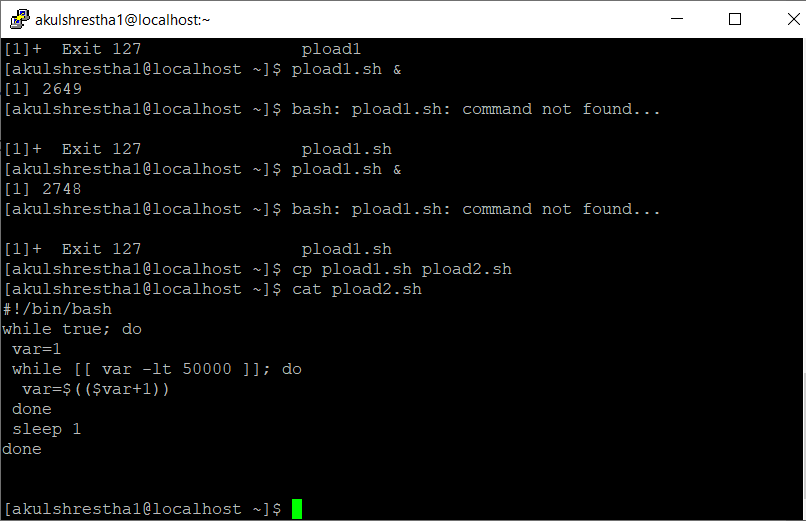 akulshrestha1@localhost:~
[1]+  Exit 127                pload1
[akulshrestha1@localhost ~]$ pload1.sh &
[1] 2649
[akulshrestha1@localhost ~]$ bash: pload1.sh: command not found...

[1]+  Exit 127                pload1.sh
[akulshrestha1@localhost ~]$ pload1.sh &
[1] 2748
[akulshrestha1@localhost ~]$ bash: pload1.sh: command not found...

[1]+  Exit 127                pload1.sh
[akulshrestha1@localhost ~]$ cp pload1.sh pload2.sh
[akulshrestha1@localhost ~]$ cat pload2.sh
#!/bin/bash
while true; do
 var=1
 while [[ var -lt 50000 ]]; do
  var=$(($var+1))
 done
 sleep 1
done

[akulshrestha1@localhost ~]$